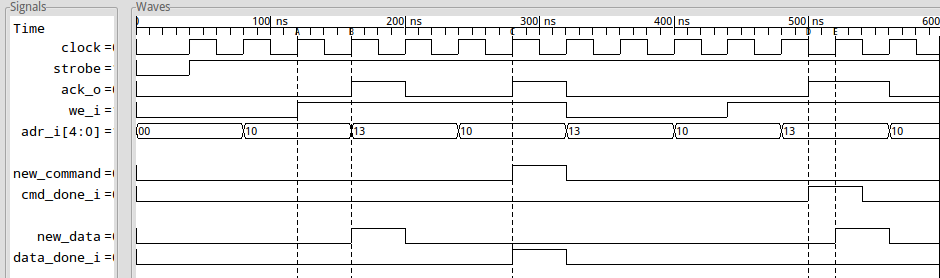 Signals
Waves
Time
100 ns
200 ns
300 ns
400 ns
500 ns
600
A
B
C
D
E
clock =
strobe =
ack_o =
we_i =
adr_i[4:0] =
00
10
13
10
13
10
13
10
new_command =
cmd_done_i =
new_data =
data_done_i =